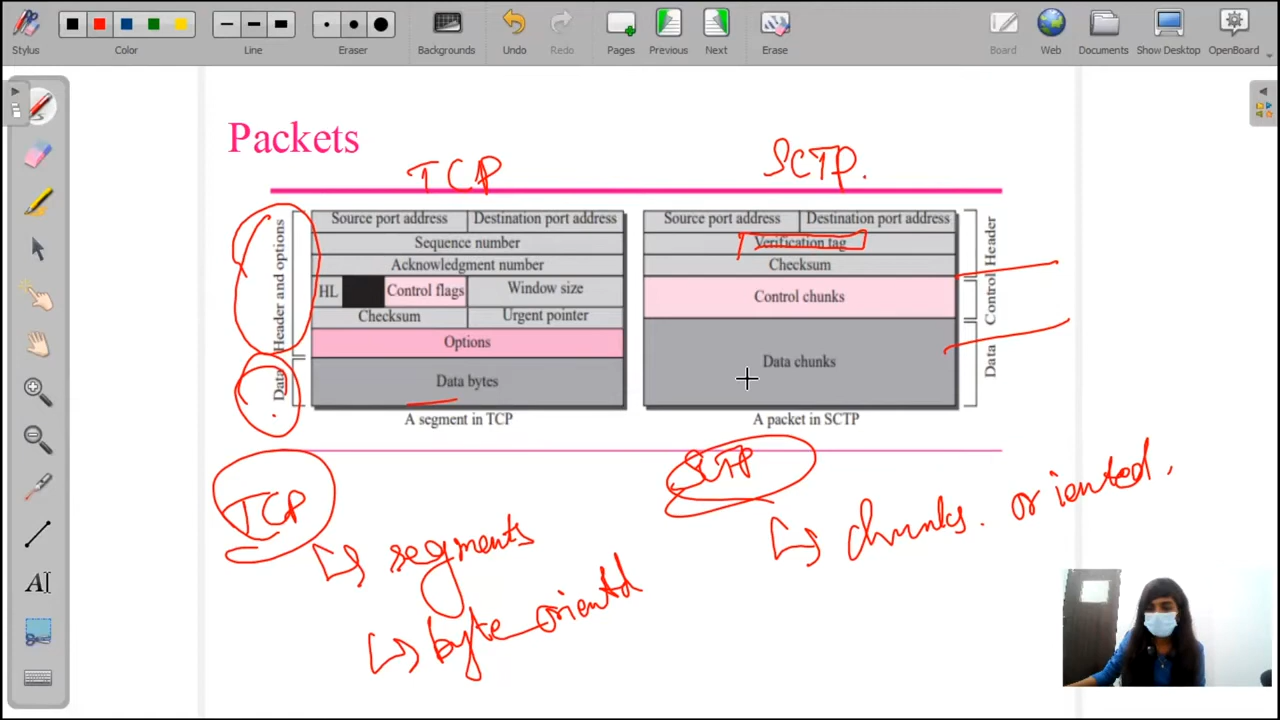 Stylus Color Line Eraser Backgrounds Undo Redo Pages Previous Next Erase Board Web Documents Show Desktop OpenBoard
Packets
TCP SCTP.
Header and options
Data
Source port address Destination port address
Sequence number
Acknowledgment number
HL Control flags Window size
Checksum Urgent pointer
Options
Data bytes
A segment in TCP
Source port address Destination port address
Verification tag
Checksum
Control chunks
Data chunks
A packet in SCTP
Header
Control
Data
TCP
segments
byte orientd
SCTP
chunks. oriented.
AI